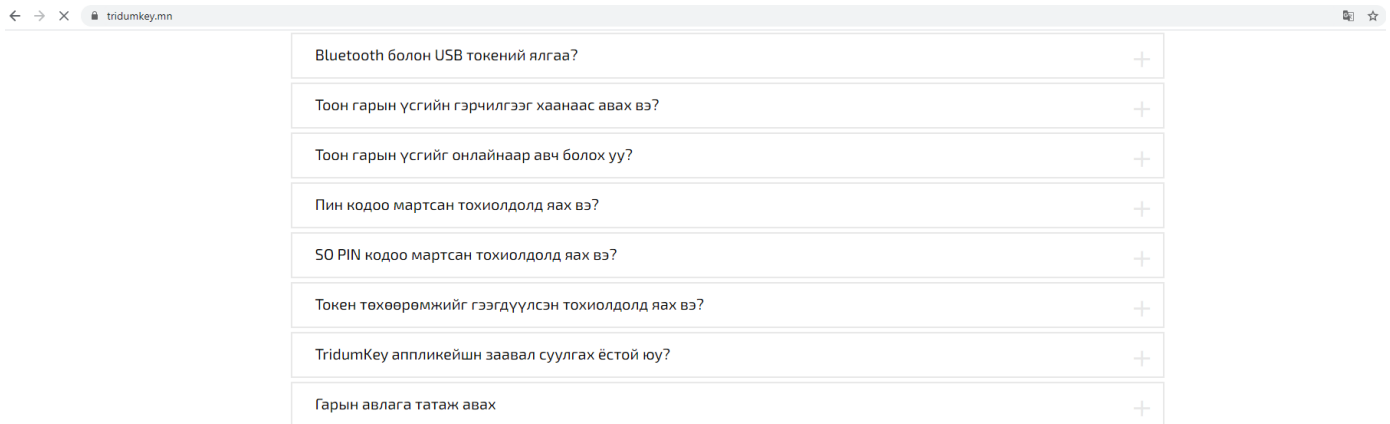 tridumkey.mn
Bluetooth болон USB токений ялгаа?
Тоон гарын үсгийн гэрчилгээг хаанаас авах вэ?
Тоон гарын үсгийг онлайнаар авч болох уу?
Пин кодоо мартсан тохиолдолд яах вэ?
SO PIN кодоо мартсан тохиолдолд яах вэ?
Токен төхөөрөмжийг гээгдүүлсэн тохиолдолд яах вэ?
TridumKey аппликейшн заавал суулгах ёстой юу?
Гарын авлага татаж авах